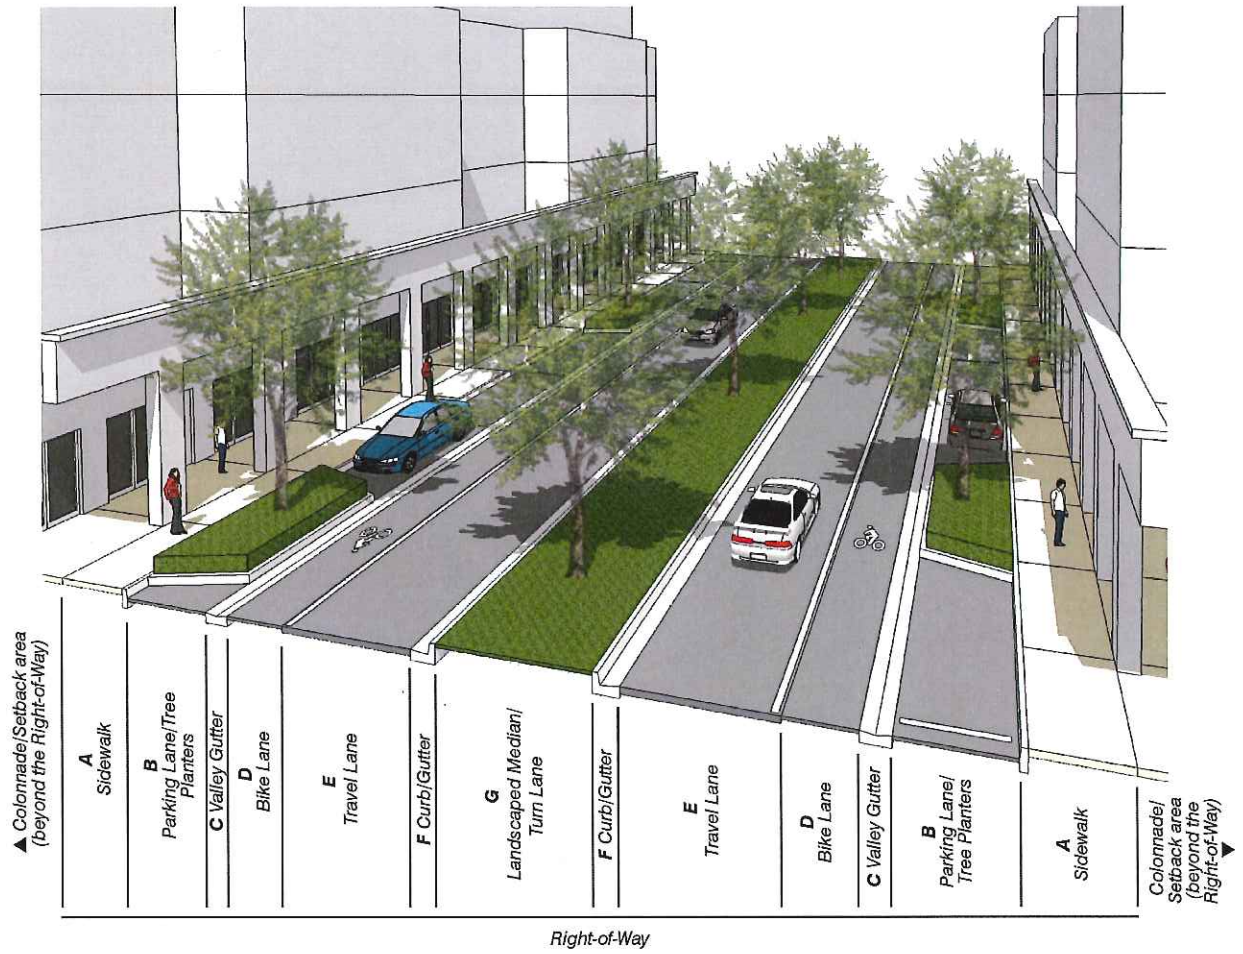 ▲ Colonnade/Setback area
(beyond the Right-of-Way)
A
Sidewalk
B
Parking Lane/Tree
Planters
C Valley Gutter
D
Bike Lane
E
Travel Lane
F Curb/Gutter
G
Landscaped Median/
Turn Lane
F Curb/Gutter
E
Travel Lane
D
Bike Lane
C Valley Gutter
B
Parking Lane/
Tree Planters
A
Sidewalk
Colonnade/
Setback area
(beyond the
Right-of-Way)
▼
Right-of-Way